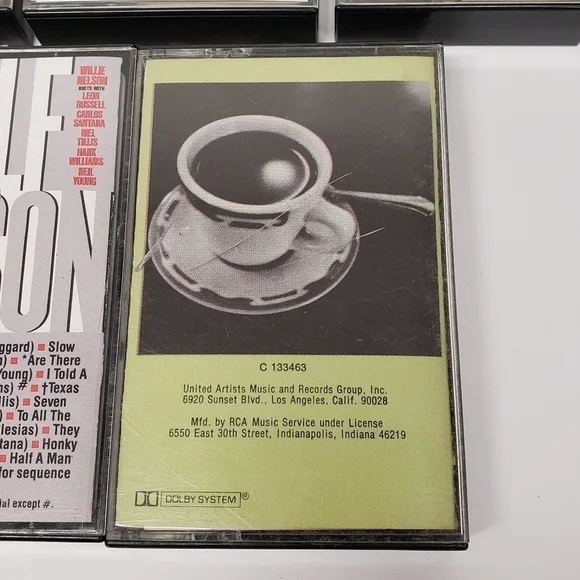 WILLIE
NELSON
DUETS WITH
LEON
RUSSELL
CARLOS
SANTANA
MEL
TILLIS
HANK
WILLIAMS
NEIL
YOUNG
SON
ggard) Slow
) *Are There
Young) I Told A
ns) # †Texas
llis) Seven
) To All The
glesias) They
tana) Honky
Half A Man
for sequence
ial except #.
C 133463
United Artists Music and Records Group, Inc.
6920 Sunset Blvd., Los Angeles, Calif. 90028
Mfd. by RCA Music Service under License
6550 East 30th Street, Indianapolis, Indiana 46219
DOLBY SYSTEM®